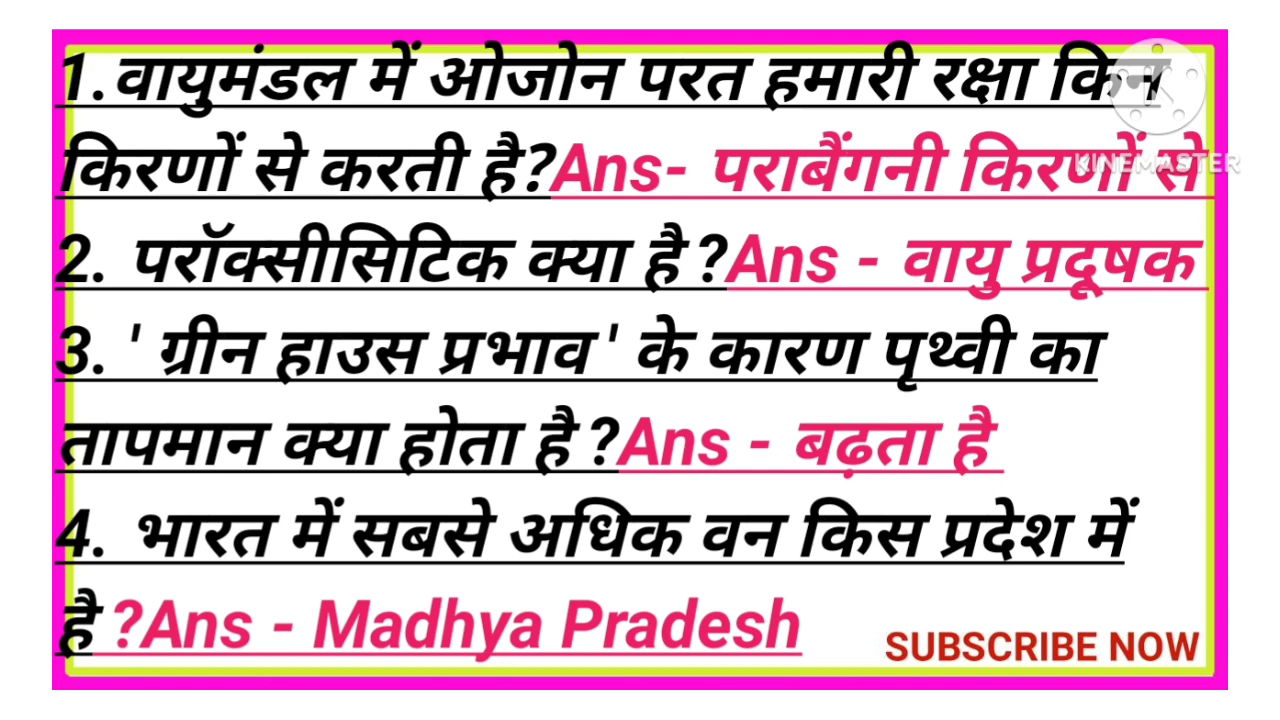 1.वायुमंडल में ओजोन परत हमारी रक्षा किन
किरणों से करती है?Ans- पराबैंगनी किरणों से
KINEMASTER
2. परॉक्सीसिटिक क्या है?Ans - वायु प्रदूषक
3. ' ग्रीन हाउस प्रभाव' के कारण पृथ्वी का
तापमान क्या होता है?Ans - बढ़ता है
4. भारत में सबसे अधिक वन किस प्रदेश में
है?Ans - Madhya Pradesh
SUBSCRIBE NOW